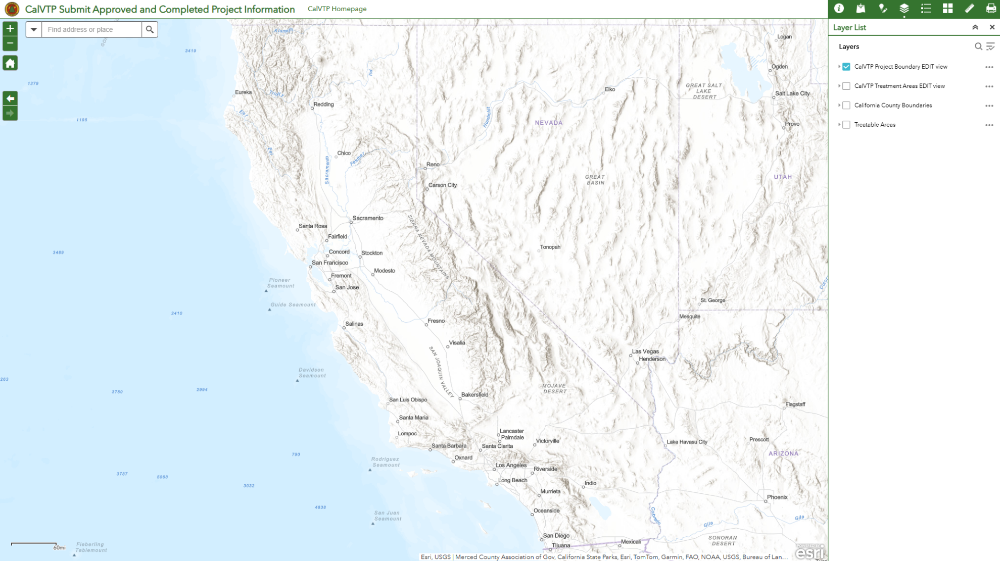 CalVTP Submit Approved and Completed Project Information
CalVTP Homepage
Find address or place
Layer List
Layers
CalVTP Project Boundary EDIT view
CalVTP Treatment Areas EDIT view
California County Boundaries
Treatable Areas
Klamath
3419
Pit
1379
Eureka
Trinity
Redding
Eel
1195
Eel
Chico
Feather
Sacramento
Humboldt
Elko
NEVADA
GREAT SALT
LAKE
DESERT
Logan
Ogden
Salt Lake City
Provo
Reno
Carson City
GREAT
BASIN
UTAH
Sacramento
Santa Rosa
Fairfield
SIERRA NEVADA MOUNTAINS
3489
Concord
Stockton
Tonopah
San Francisco
Modesto
Fremont
San Jose
Pioneer
Seamount
Guide Seamount
2410
St. George
Mesquite
Fresno
Salinas
Visalia
SAN JOAQUIN VALLEY
Las Vegas
Henderson
Davidson
Seamount
263
3789
2994
MOJAVE
DESERT
Bakersfield
San Luis Obispo
Flagstaff
Santa Maria
Lompoc
Lancaster
Palmdale
Victorville
Santa Barbara
Santa Clarita
Lake Havasu City
Prescott
790
Oxnard
ARIZONA
Rodriguez
Seamount
Los Angeles
Riverside
3787
5068
Long Beach
Indio
3032
Murrieta
Phoenix
4838
Oceanside
San Juan
Seamount
Colorado
Gila
Gila
San Diego
SONORAN
DESERT
Mexicali
Tijuana
60mi
Fieberling
Tablemount
POWERED BY
esri
Esri, USGS | Merced County Association of Gov, California State Parks, Esri, TomTom, Garmin, FAO, NOAA, USGS, Bureau of Lan...